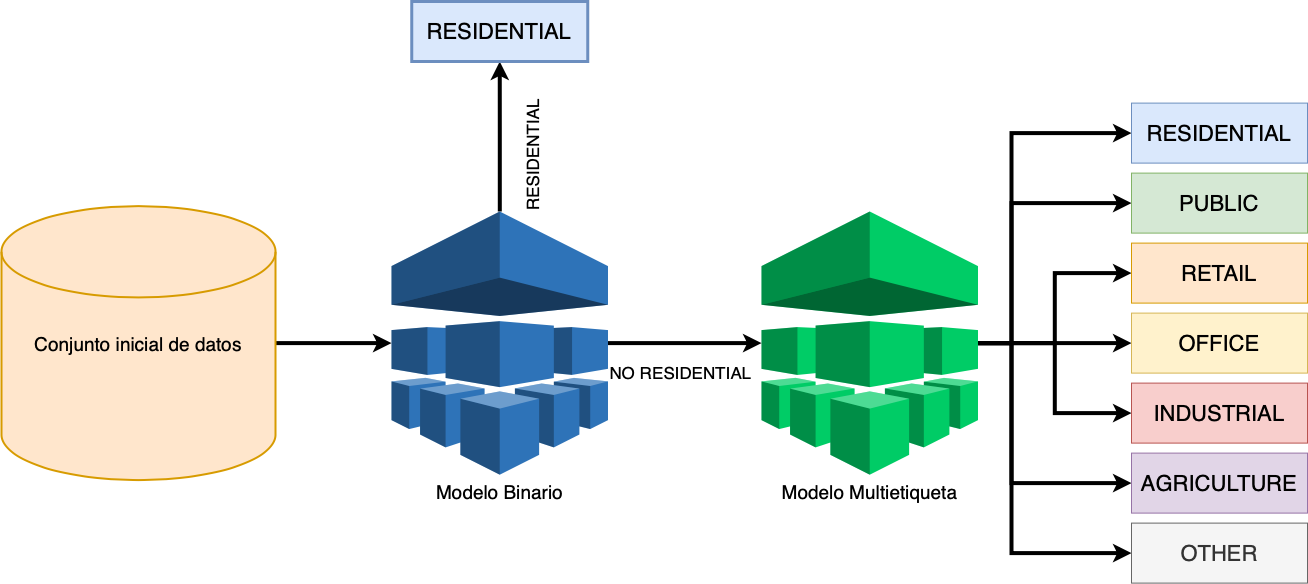 RESIDENTIAL
RESIDENTIAL
Conjunto inicial de datos
NO RESIDENTIAL
Modelo Binario
Modelo Multietiqueta
RESIDENTIAL
PUBLIC
RETAIL
OFFICE
INDUSTRIAL
AGRICULTURE
OTHER